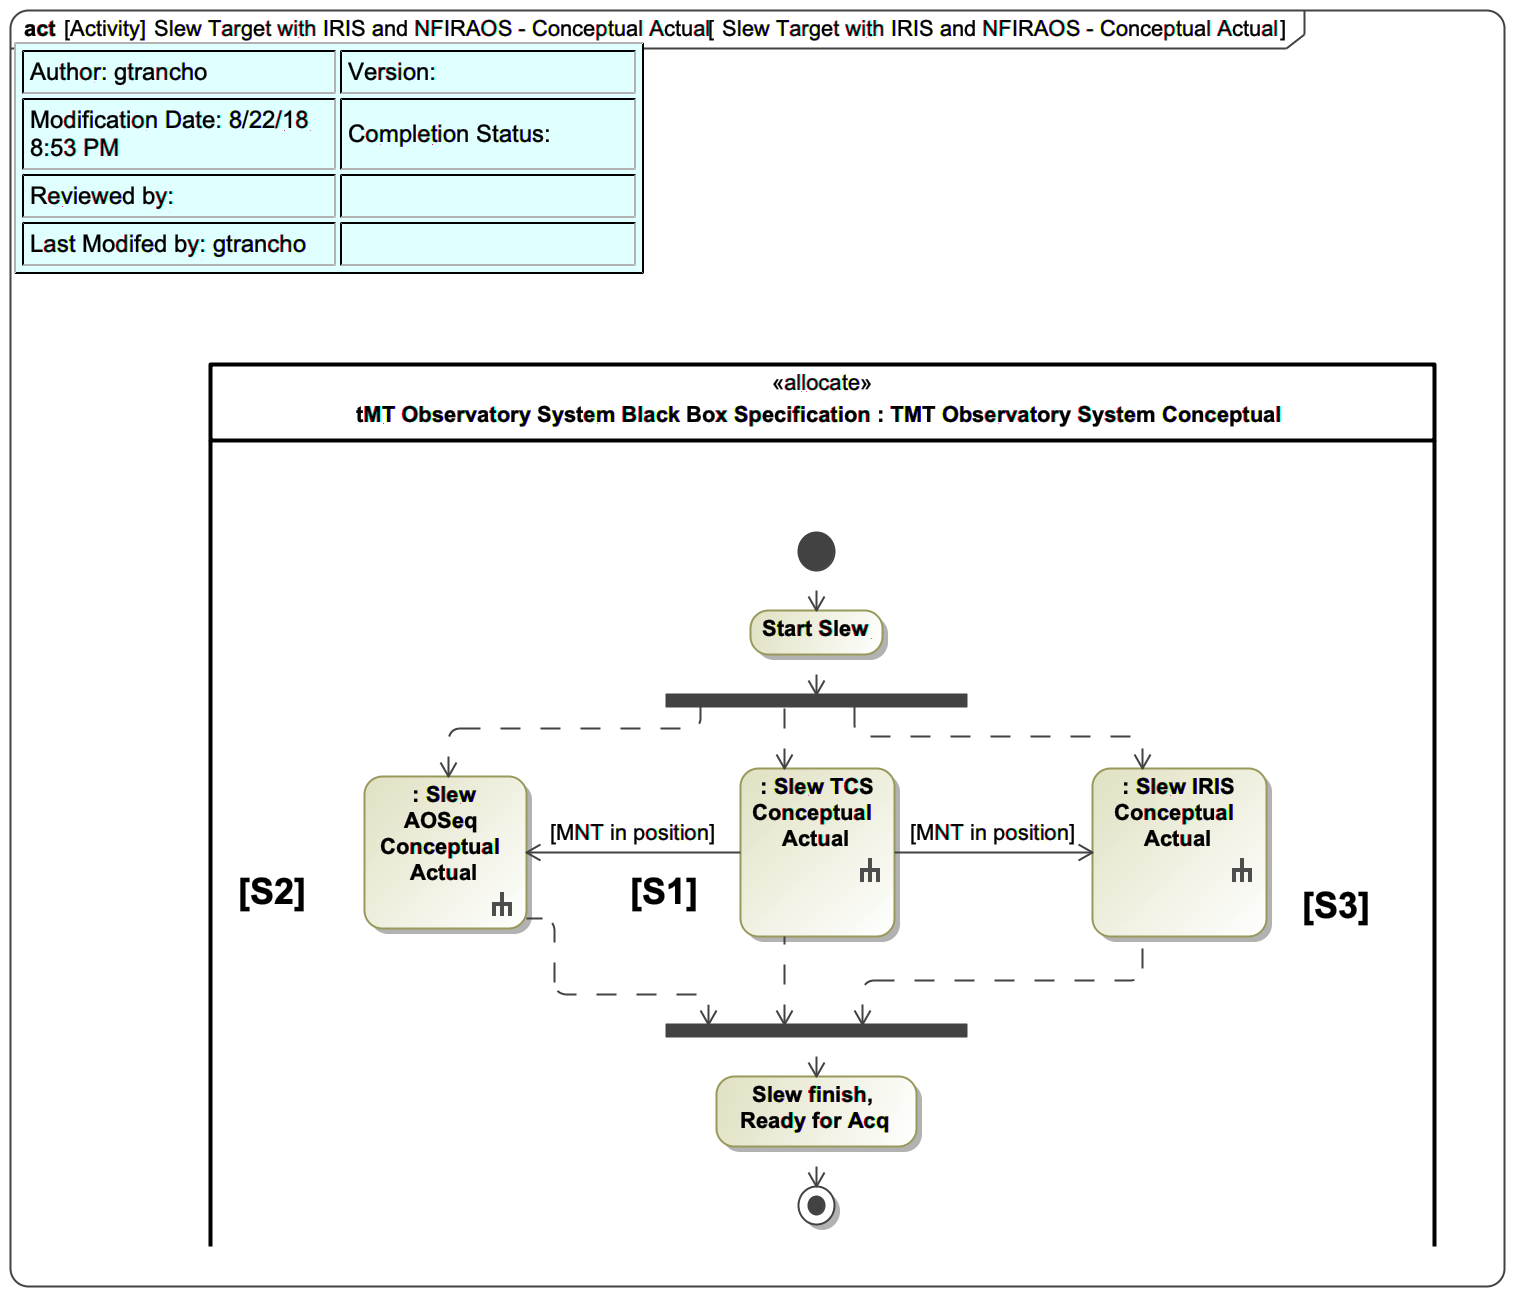 act [Activity] Slew Target with IRIS and NFIRAOS - Conceptual Actual[ Slew Target with IRIS and NFIRAOS - Conceptual Actual]
Author: gtrancho
Version:
Modification Date: 8/22/18
8:53 PM
Completion Status:
Reviewed by:
Last Modifed by: gtrancho
«allocate»
tMT Observatory System Black Box Specification : TMT Observatory System Conceptual
Start Slew
: Slew
AOSeq
Conceptual
Actual
[MNT in position]
: Slew TCS
Conceptual
Actual
[MNT in position]
: Slew IRIS
Conceptual
Actual
[S2]
[S1]
[S3]
Slew finish,
Ready for Acq